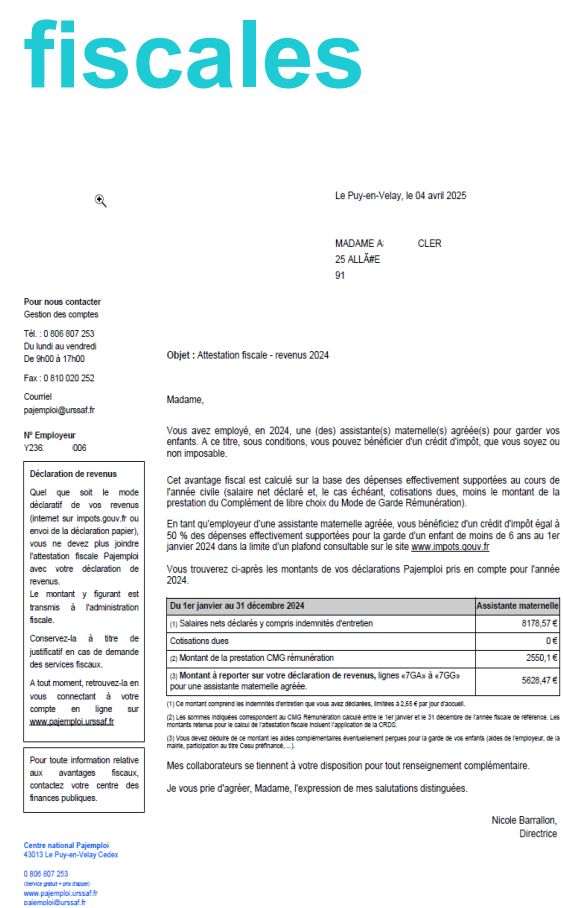 fiscales
Le Puy-en-Velay, le 04 avril 2025
MADAME A CLER
25 ALLÃ#E
91
Pour nous contacter
Gestion des comptes
Tél. : 0 806 807 253
Du lundi au vendredi
De 9h00 à 17h00
Fax : 0 810 020 252
Courriel
pajemploi@urssaf.fr
N° Employeur
Y236. 006
Déclaration de revenus
Quel que soit le mode
déclaratif de vos revenus
(internet sur impots.gouv.fr ou
envoi de la déclaration papier),
vous ne devez plus joindre
l'attestation fiscale Pajemploi
avec votre déclaration de
revenus.
Le montant y figurant est
transmis à l'administration
fiscale.
Conservez-la à titre de
justificatif en cas de demande
des services fiscaux.
A tout moment, retrouvez-la en
vous connectant à votre
compte en ligne sur
www.pajemploi.urssaf.fr
Pour toute information relative
aux avantages fiscaux,
contactez votre centre des
finances publiques.
Centre national Pajemploi
43013 Le Puy-en-Velay Cedex
0 806 807 253
(Service gratuit + prix d'appel)
www.pajemploi.urssaf.fr
pajemploi@urssaf.fr
Objet : Attestation fiscale - revenus 2024
Madame,
Vous avez employé, en 2024, une (des) assistante(s) maternelle(s) agréée(s) pour garder vos
enfants. A ce titre, sous conditions, vous pouvez bénéficier d'un crédit d'impôt, que vous soyez ou
non imposable.
Cet avantage fiscal est calculé sur la base des dépenses effectivement supportées au cours de
l'année civile (salaire net déclaré et, le cas échéant, cotisations dues, moins le montant de la
prestation du Complément de libre choix du Mode de Garde Rémunération).
En tant qu'employeur d'une assistante maternelle agréée, vous bénéficiez d'un crédit d'impôt égal à
50 % des dépenses effectivement supportées pour la garde d'un enfant de moins de 6 ans au 1er
janvier 2024 dans la limite d'un plafond consultable sur le site www.impots.gouv.fr
Vous trouverez ci-après les montants de vos déclarations Pajemploi pris en compte pour l'année
2024.
Du 1er janvier au 31 décembre 2024 Assistante maternelle
(1) Salaires nets déclarés y compris indemnités d'entretien 8178,57 €
Cotisations dues 0 €
(2) Montant de la prestation CMG rémunération 2550,1€
(3) Montant à reporter sur votre déclaration de revenus, lignes «7GA» à «7GG»
pour une assistante maternelle agréée. 5628,47 €
(1) Ce montant comprend les indemnités d'entretien que vous avez déclarées, limitées à 2,65 € par jour d'accueil.
(2) Les sommes indiquées correspondent au CMG Rémunération calculé entre le 1er janvier et le 31 décembre de l'année fiscale de référence. Les
montants retenus pour le calcul de l'attestation fiscale incluent l'application de la CRDS.
(3) Vous devez déduire de ce montant les aides complémentaires éventuellement perçues pour la garde de vos enfants (aides de l'employeur, de la
mairie, participation au titre Cesu préfinancé, ...).
Mes collaborateurs se tiennent à votre disposition pour tout renseignement complémentaire.
Je vous prie d'agréer, Madame, l'expression de mes salutations distinguées.
Nicole Barrallon,
Directrice